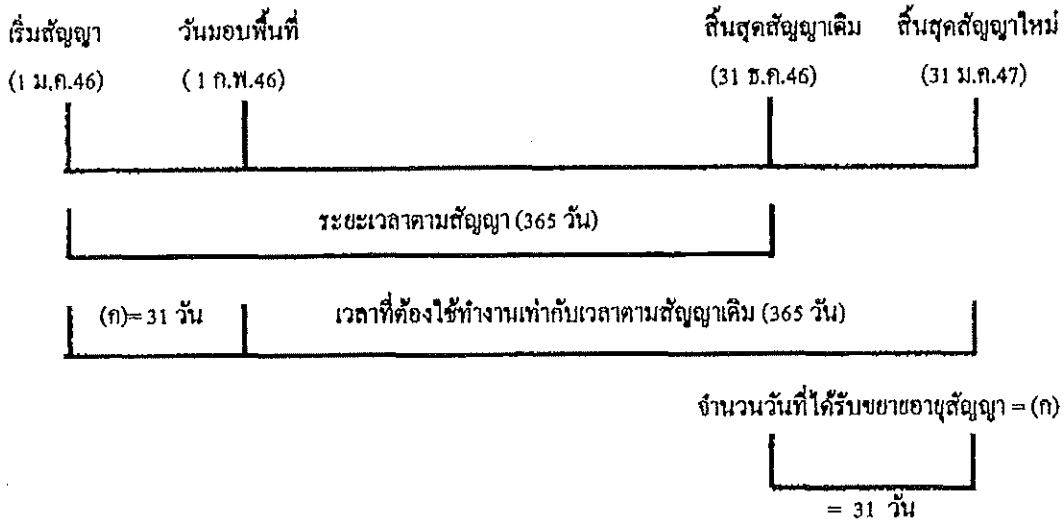 เริ่มสัญญา วันมอบพื้นที่ สิ้นสุดสัญญาเดิม สิ้นสุดสัญญาใหม่
(1 ม.ค.46) (1 ก.พ.46) (31 ธ.ค.46) (31 ม.ค.47)
ระยะเวลาตามสัญญา (365 วัน)
(ก)= 31 วัน เวลาที่ต้องใช้ทำงานเท่ากับเวลาตามสัญญาเดิม (365 วัน)
จำนวนวันที่ได้รับขยายอายุสัญญา = (ก)
= 31 วัน